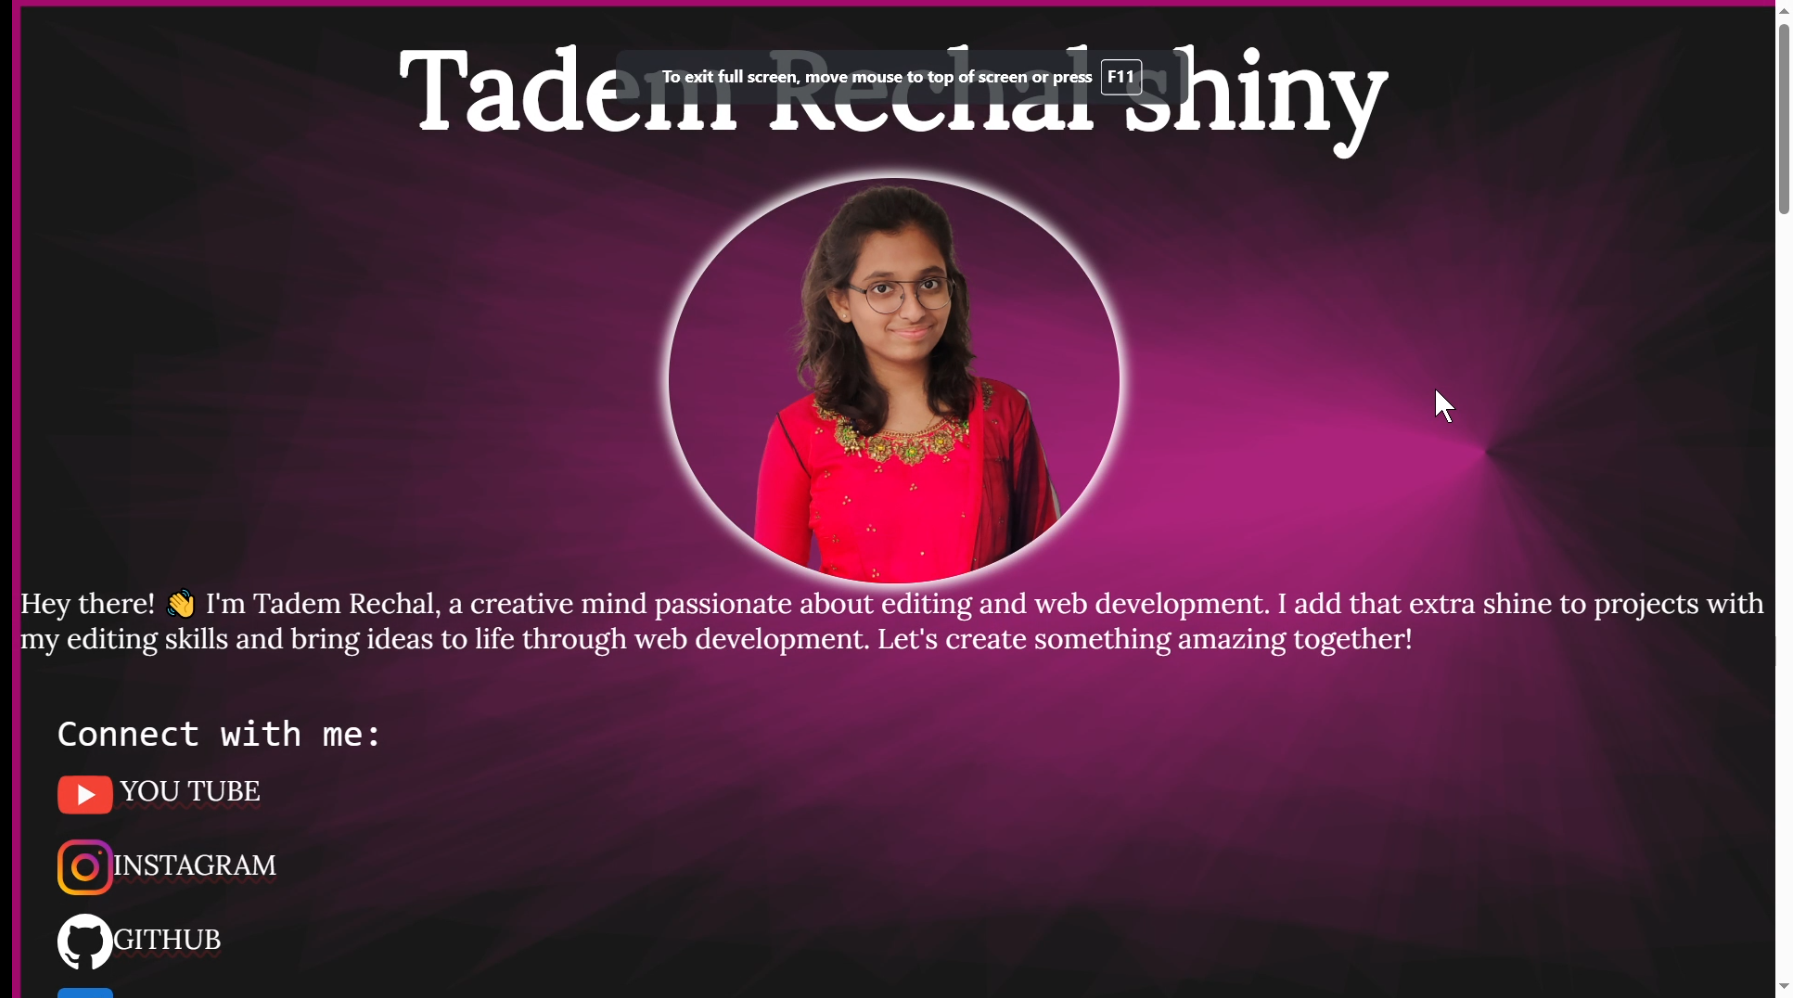 Tadem Rechal shiny
To exit full screen, move mouse to top of screen or press F11
Hey there! 👋 I'm Tadem Rechal, a creative mind passionate about editing and web development. I add that extra shine to projects with
my editing skills and bring ideas to life through web development. Let's create something amazing together!
Connect with me:
YOU TUBE
INSTAGRAM
GITHUB